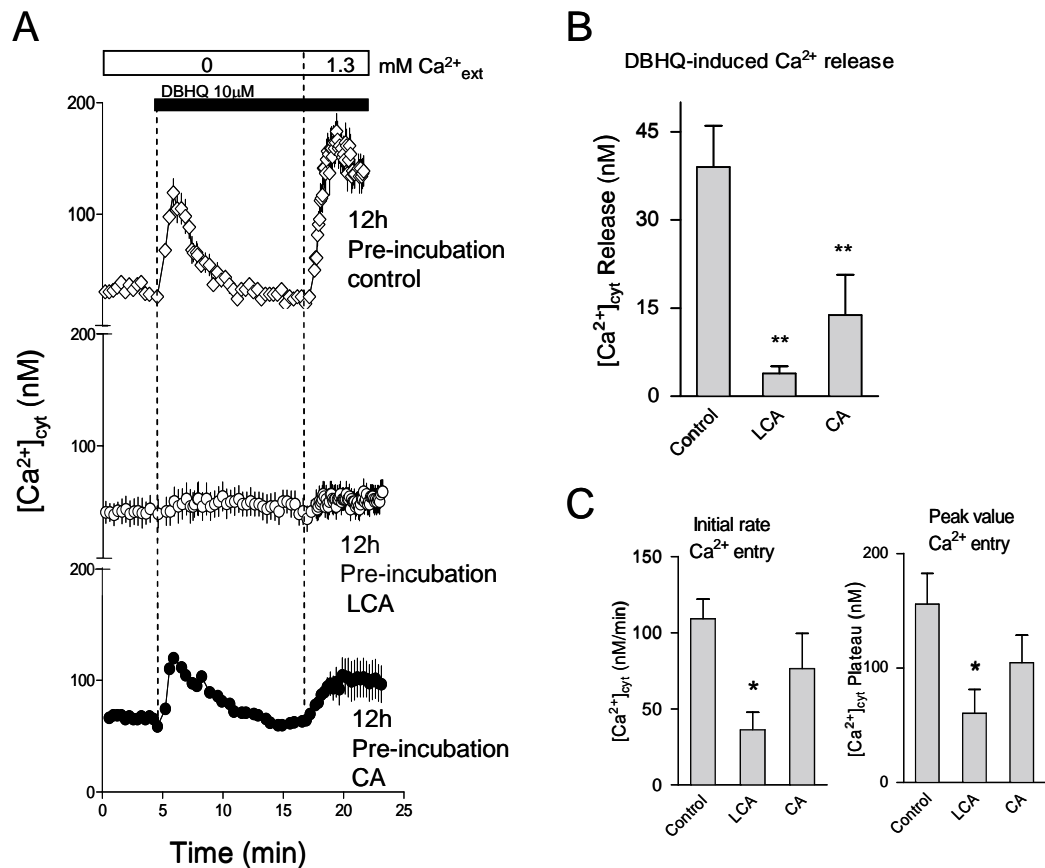 A
0
1.3
mM Ca²⁺ext
DBHQ 10µM
200
100
12h
Pre-incubation
control
200
100
12h
Pre-incubation
LCA
200
100
12h
Pre-incubation
CA
0
0
5
10
15
20
25
[Ca²⁺]cyt (nM)
Time (min)
B
DBHQ-induced Ca²⁺ release
45
30
15
0
[Ca²⁺]cyt Release (nM)
**
**
Control
LCA
CA
C
Initial rate
Ca²⁺ entry
150
100
50
0
[Ca²⁺]cyt (nM/min)
*
Control
LCA
CA
Peak value
Ca²⁺ entry
200
100
0
[Ca²⁺]cyt Plateau (nM)
*
Control
LCA
CA